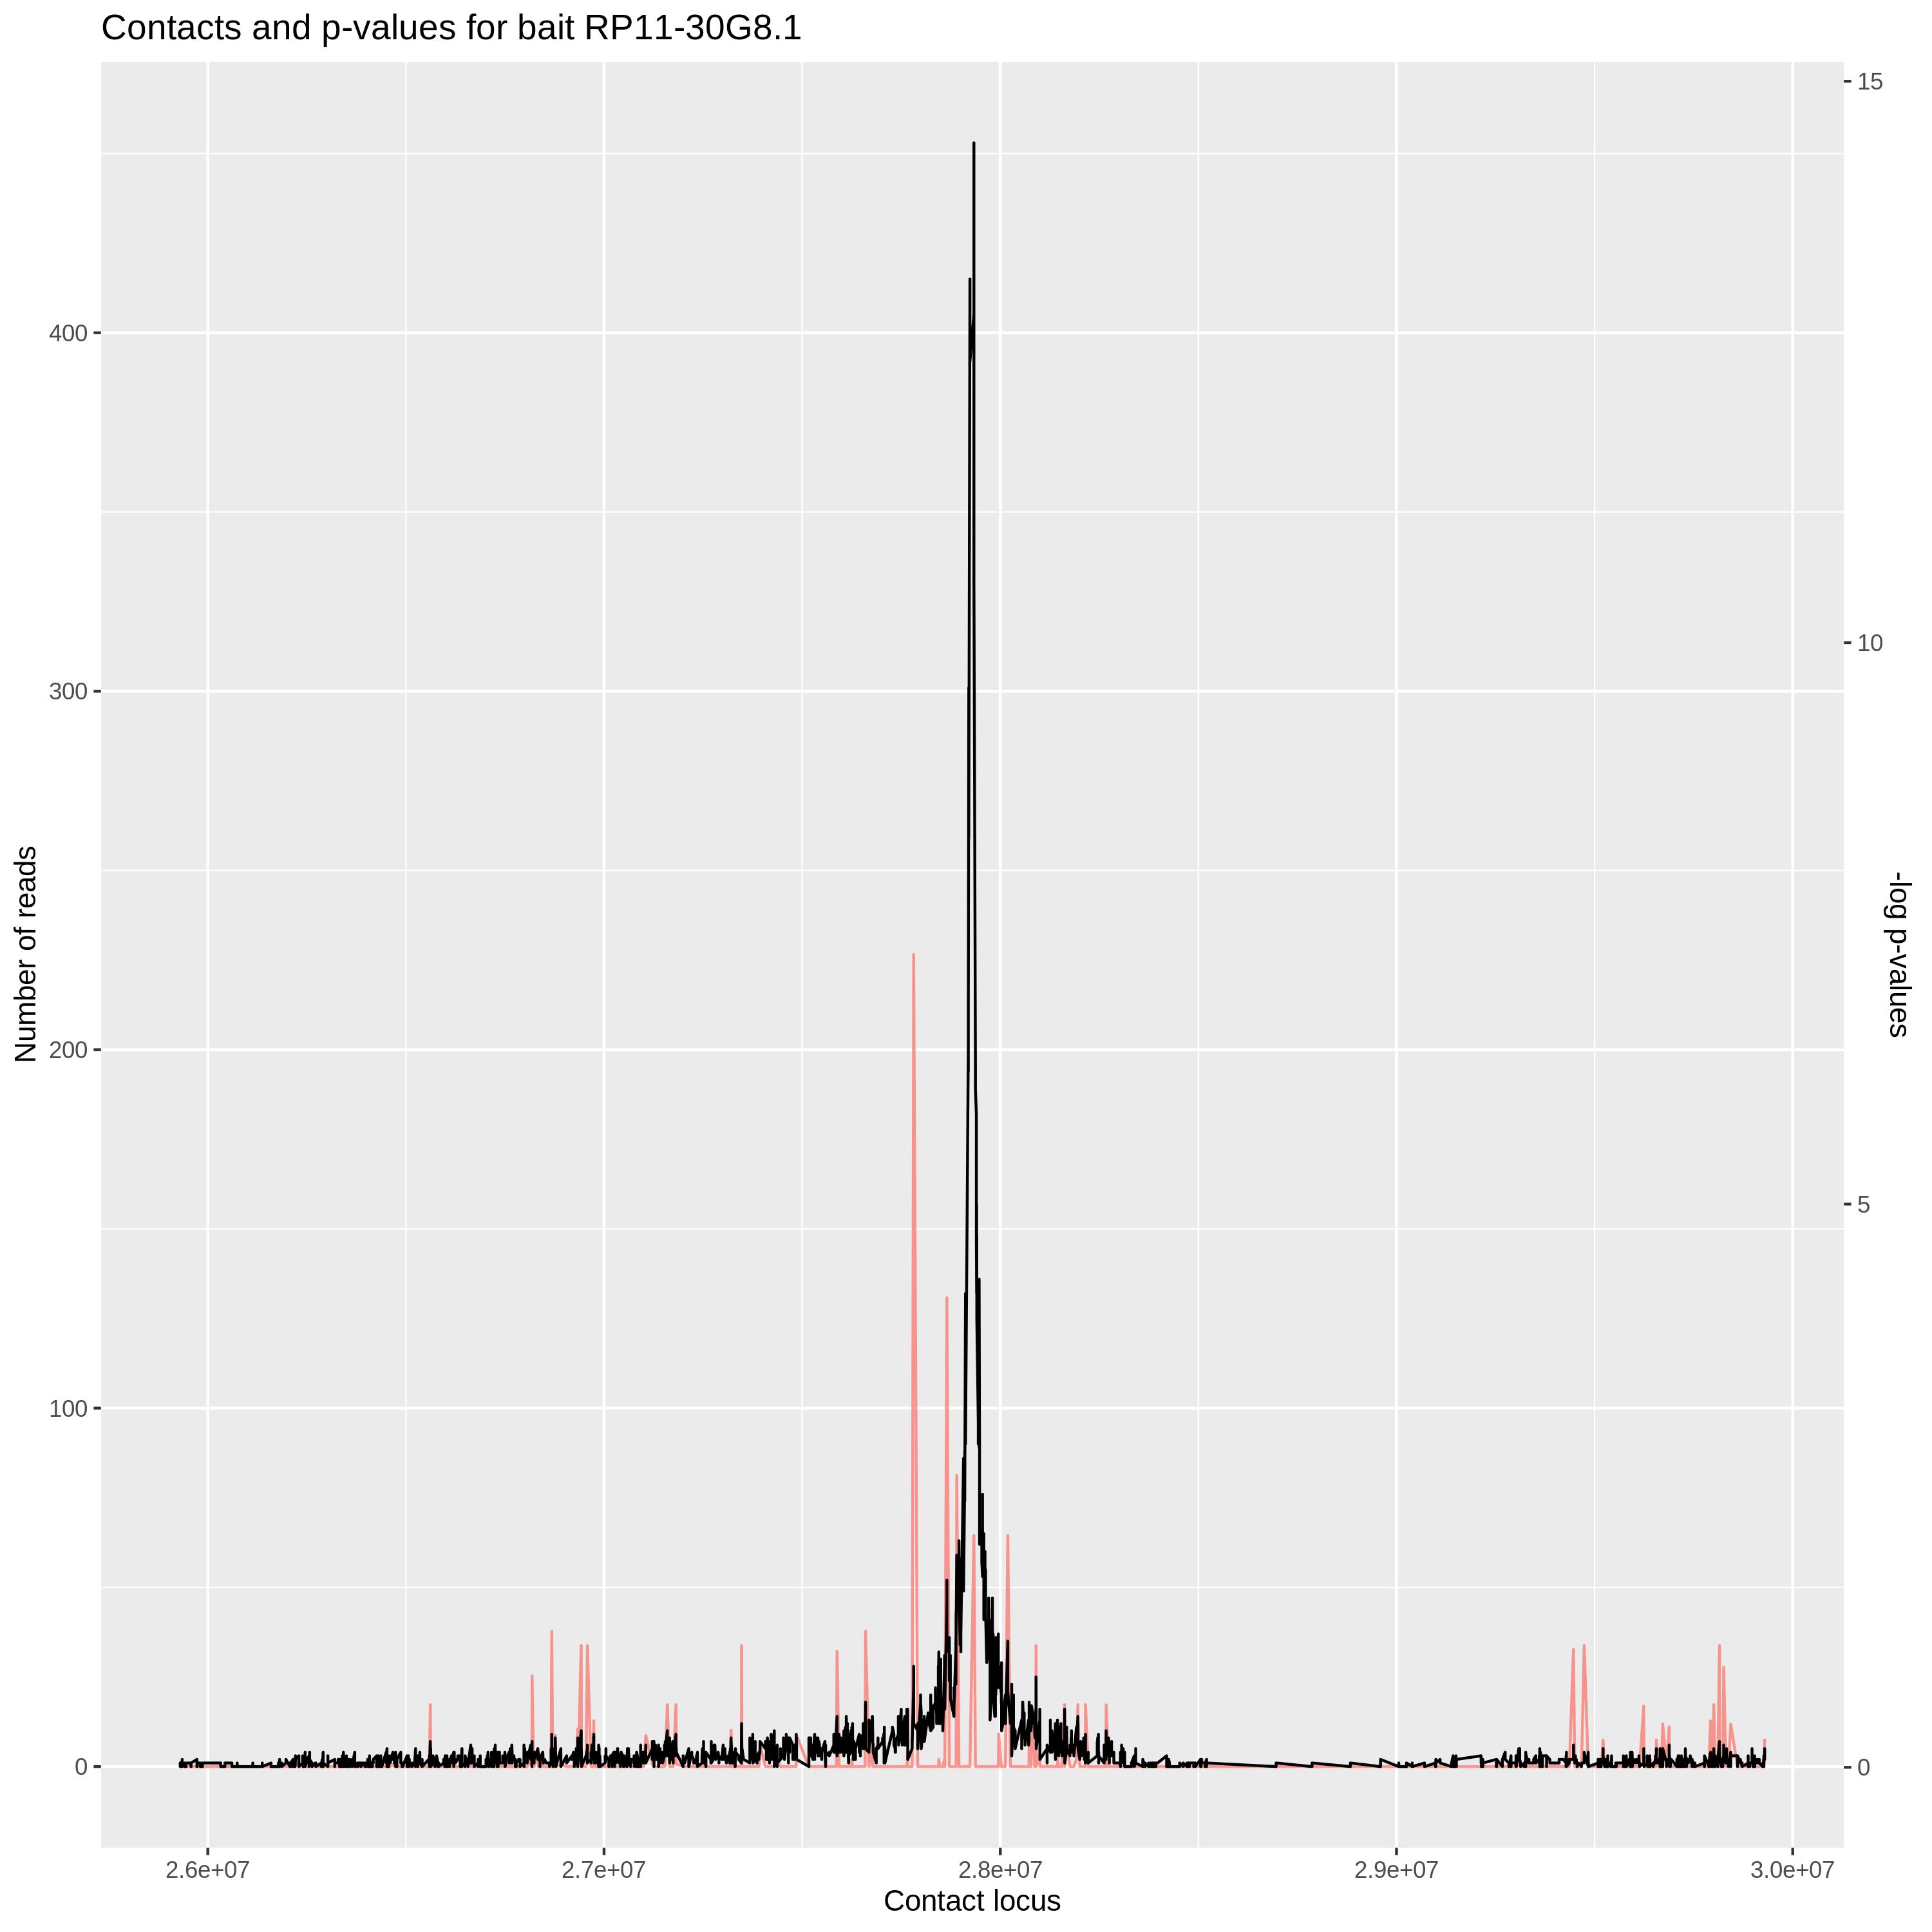 Contacts and p-values for bait RP11-30G8.1
15
400
10
300
Number of reads
-log p-values
200
5
100
0
0
2.6e+07 2.7e+07 2.8e+07 2.9e+07 3.0e+07
Contact locus